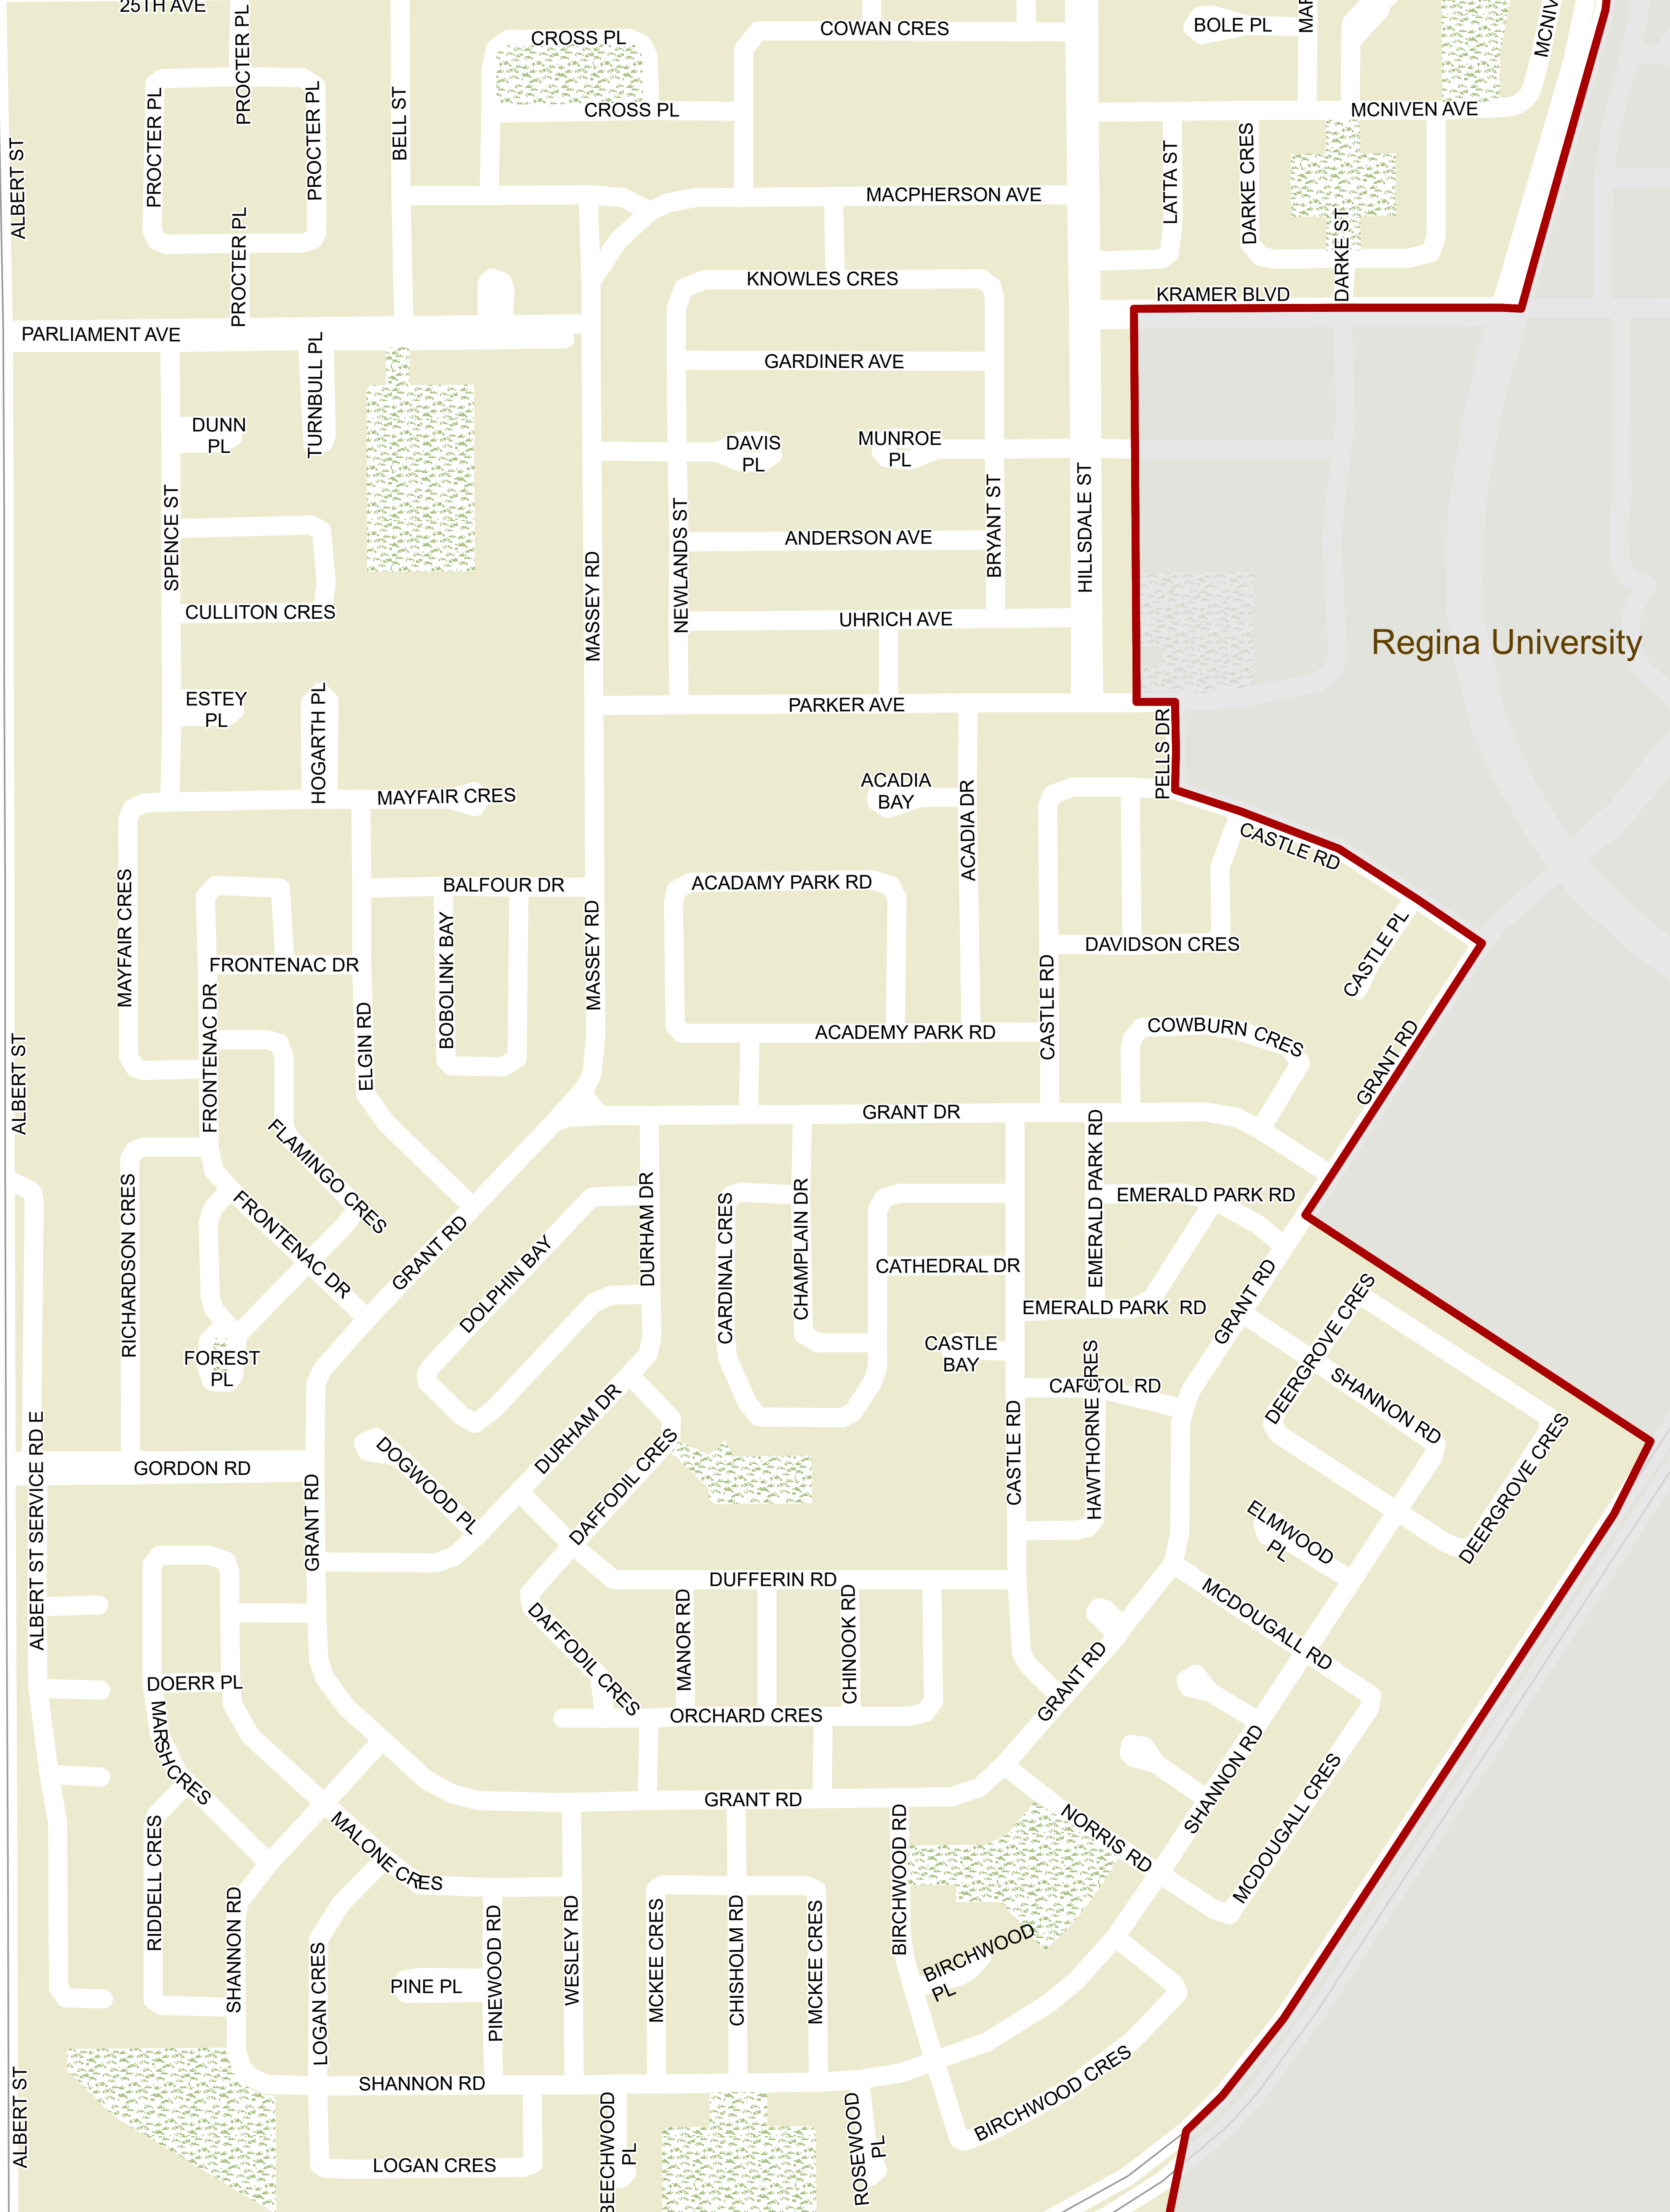 25TH AVE
PROCTER PL
CROSS PL
COWAN CRES
BOLE PL
MCNIVEN AVE
PROCTER PL
PROCTER PL
BELL ST
CROSS PL
ALBERT ST
LATTA ST
DARKE CRES
MACPHERSON AVE
PROCTER PL
DARKE ST
KNOWLES CRES
KRAMER BLVD
PARLIAMENT AVE
TURNBULL PL
GARDINER AVE
DUNN
PL
DAVIS
PL
MUNROE
PL
SPENCE ST
MASSEY RD
NEWLANDS ST
ANDERSON AVE
BRYANT ST
HILLSDALE ST
CULLITON CRES
UHRICH AVE
Regina University
ESTEY
PL
HOGARTH PL
PARKER AVE
PELLS DR
MAYFAIR CRES
ACADIA
BAY
ACADIA DR
CASTLE RD
MAYFAIR CRES
BALFOUR DR
BOBOLINK BAY
MASSEY RD
ACADAMY PARK RD
DAVIDSON CRES
CASTLE PL
FRONTENAC DR
FRONTENAC DR
ELGIN RD
ACADEMY PARK RD
CASTLE RD
COWBURN CRES
GRANT RD
ALBERT ST
FLAMINGO CRES
GRANT DR
EMERALD PARK RD
EMERALD PARK RD
RICHARDSON CRES
FRONTENAC DR
GRANT RD
DOLPHIN BAY
DURHAM DR
CARDINAL CRES
CHAMPLAIN DR
CATHEDRAL DR
EMERALD PARK  RD
GRANT RD
DEERGROVE CRES
FOREST
PL
CASTLE
BAY
CAPITOL RD
HAWTHORNE CRES
SHANNON RD
DEERGROVE CRES
ALBERT ST SERVICE RD E
GORDON RD
GRANT RD
DOGWOOD PL
DURHAM DR
DAFFODIL CRES
CASTLE RD
ELMWOOD
PL
DUFFERIN RD
MCDOUGALL RD
DAFFODIL CRES
MANOR RD
CHINOOK RD
GRANT RD
DOERR PL
MARSH CRES
ORCHARD CRES
SHANNON RD
MCDOUGALL CRES
GRANT RD
RIDDELL CRES
MALONE CRES
NORRIS RD
BIRCHWOOD RD
SHANNON RD
LOGAN CRES
PINE PL
PINEWOOD RD
WESLEY RD
MCKEE CRES
CHISHOLM RD
MCKEE CRES
BIRCHWOOD
PL
SHANNON RD
BIRCHWOOD CRES
ALBERT ST
LOGAN CRES
BEECHWOOD
PL
ROSEWOOD
PL